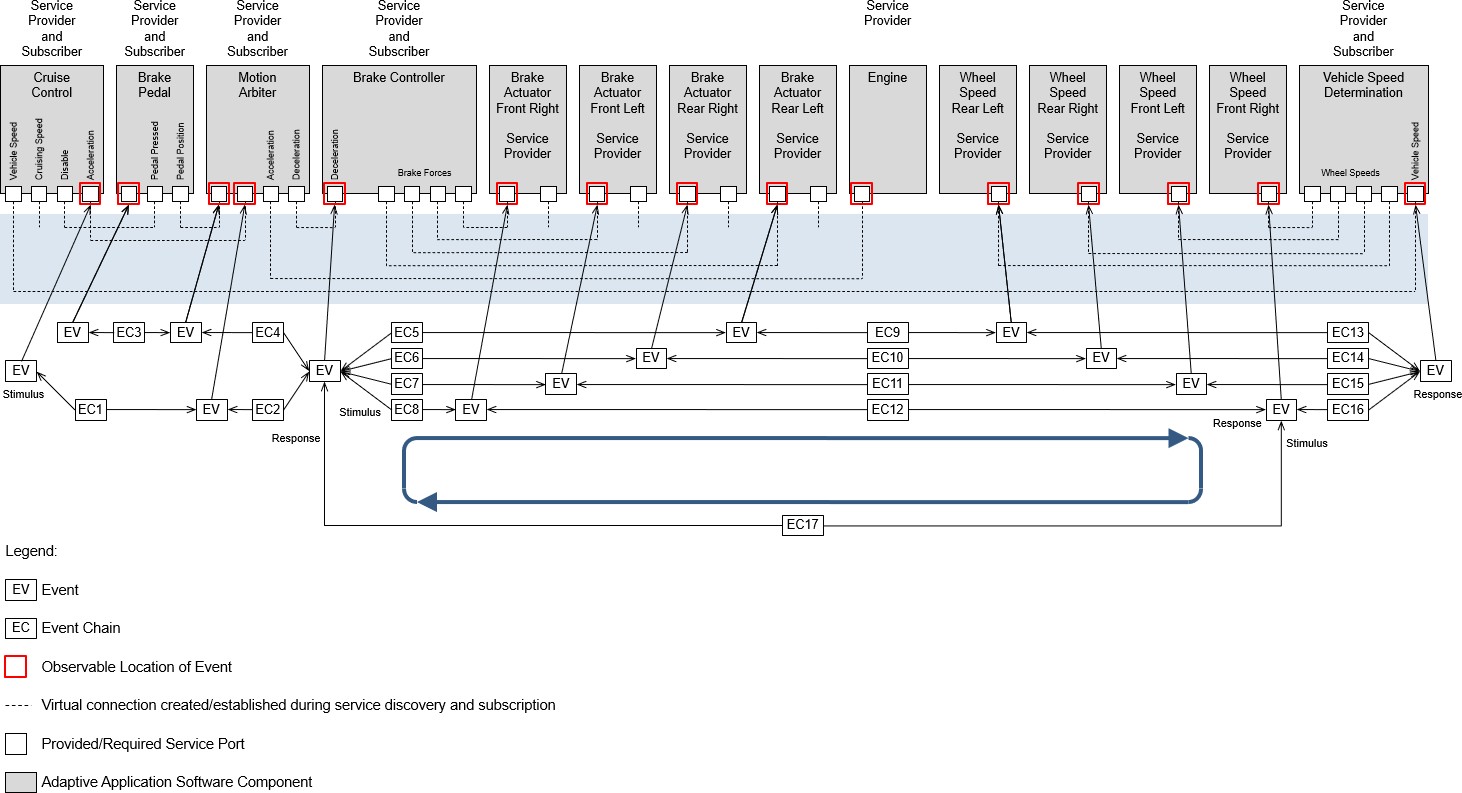 Service
Provider
and
Subscriber
Service
Provider
and
Subscriber
Service
Provider
and
Subscriber
Service
Provider
and
Subscriber
Service
Provider
Service
Provider
and
Subscriber
Cruise
Control
Vehicle Speed
Cruising Speed
Disable
Acceleration
Brake
Pedal
Pedal Pressed
Pedal Position
Motion
Arbiter
Acceleration
Deceleration
Brake Controller
Deceleration
Brake Forces
Brake
Actuator
Front Right
Service
Provider
Brake
Actuator
Front Left
Service
Provider
Brake
Actuator
Rear Right
Service
Provider
Brake
Actuator
Rear Left
Service
Provider
Engine
Wheel
Speed
Rear Left
Service
Provider
Wheel
Speed
Rear Right
Service
Provider
Wheel
Speed
Front Left
Service
Provider
Wheel
Speed
Front Right
Service
Provider
Vehicle Speed
Determination
Wheel Speeds
Vehicle Speed
EV EC3 EV EC4 EC5 EV EC9 EV EC13
EC6 EV EC10 EV EC14
EV EV EV
EC7 EV EC11 EV EC15
Stimulus Response
EC1 EV EC2 Stimulus EC8 EV EC12 EV EC16
Response Response Stimulus
EC17
Legend:
EV Event
EC Event Chain
Observable Location of Event
Virtual connection created/established during service discovery and subscription
Provided/Required Service Port
Adaptive Application Software Component